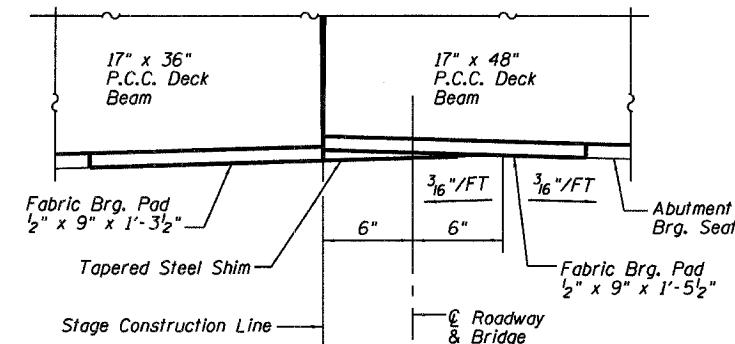 17" x 36"
P.C.C. Deck
Beam
17" x 48"
P.C.C. Deck
Beam
Fabric Brg. Pad
1/2" x 9" x 1'-3 1/2"
3/16"/FT
3/16"/FT
Abutment
Brg. Seat
6"
6"
Tapered Steel Shim
Fabric Brg. Pad
1/2" x 9" x 1'-5 1/2"
Stage Construction Line
℄ Roadway
& Bridge